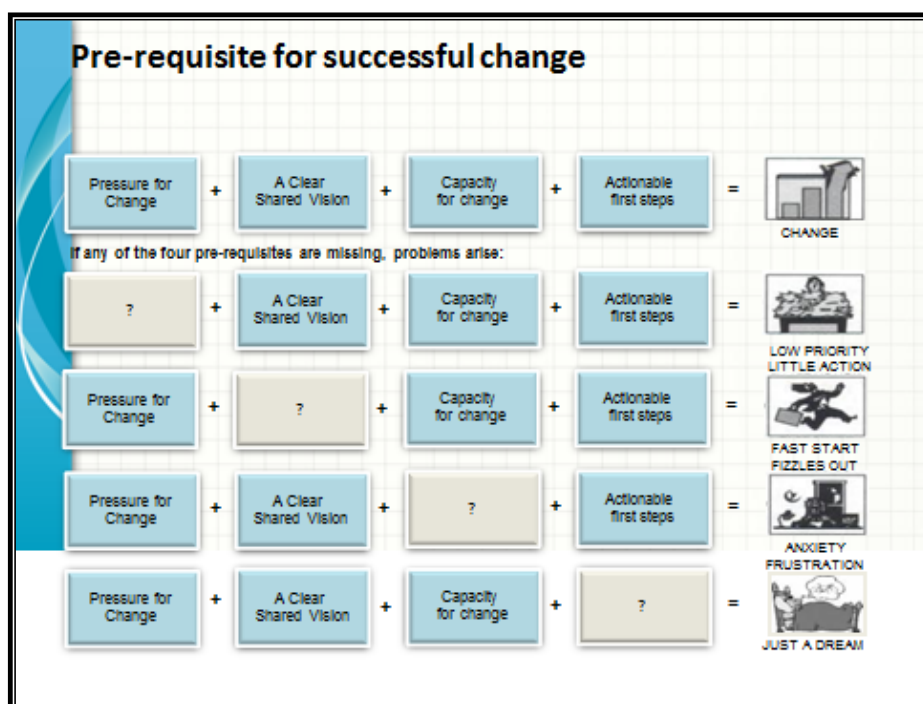 Pre-requisite for successful change
Pressure for
Change
+
A Clear
Shared Vision
+
Capacity
for change
+
Actionable
first steps
=
CHANGE
If any of the four pre-requisites are missing, problems arise:
?
+
A Clear
Shared Vision
+
Capacity
for change
+
Actionable
first steps
=
LOW PRIORITY
LITTLE ACTION
Pressure for
Change
+
?
+
Capacity
for change
+
Actionable
first steps
=
FAST START
FIZZLES OUT
Pressure for
Change
+
A Clear
Shared Vision
+
?
+
Actionable
first steps
=
ANXIETY
FRUSTRATION
Pressure for
Change
+
A Clear
Shared Vision
+
Capacity
for change
+
?
=
JUST A DREAM